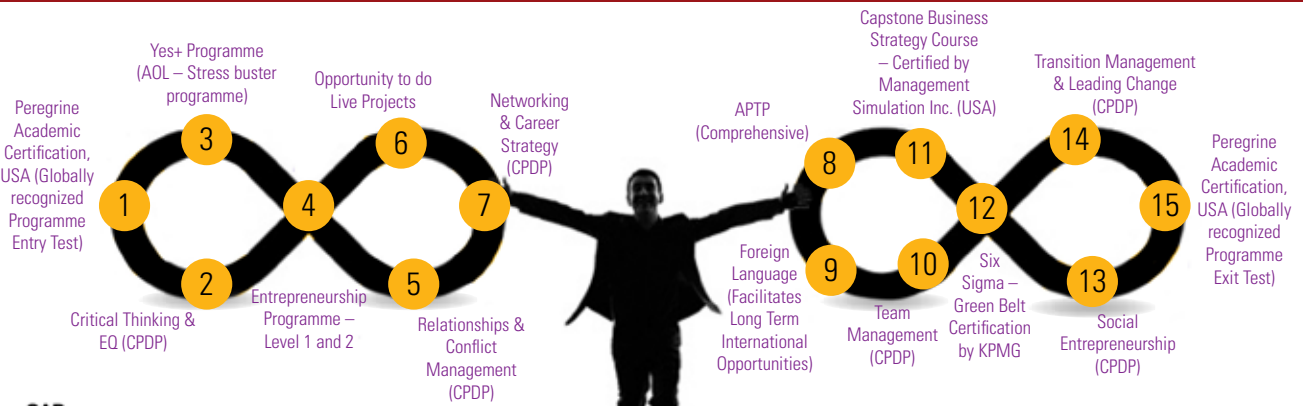 1
Peregrine
Academic
Certification,
USA (Globally
recognized
Programme
Entry Test)
2
Critical Thinking &
EQ (CPDP)
3
Yes+ Programme
(AOL – Stress buster
programme)
4
Entrepreneurship
Programme –
Level 1 and 2
5
Relationships &
Conflict
Management
(CPDP)
6
Opportunity to do
Live Projects
7
Networking
& Career
Strategy
(CPDP)
8
APTP
(Comprehensive)
9
Foreign
Language
(Facilitates
Long Term
International
Opportunities)
10
Team
Management
(CPDP)
11
Capstone Business
Strategy Course
– Certified by
Management
Simulation Inc. (USA)
12
Six
Sigma –
Green Belt
Certification
by KPMG
13
Social
Entrepreneurship
(CPDP)
14
Transition Management
& Leading Change
(CPDP)
15
Peregrine
Academic
Certification,
USA (Globally
recognized
Programme
Exit Test)